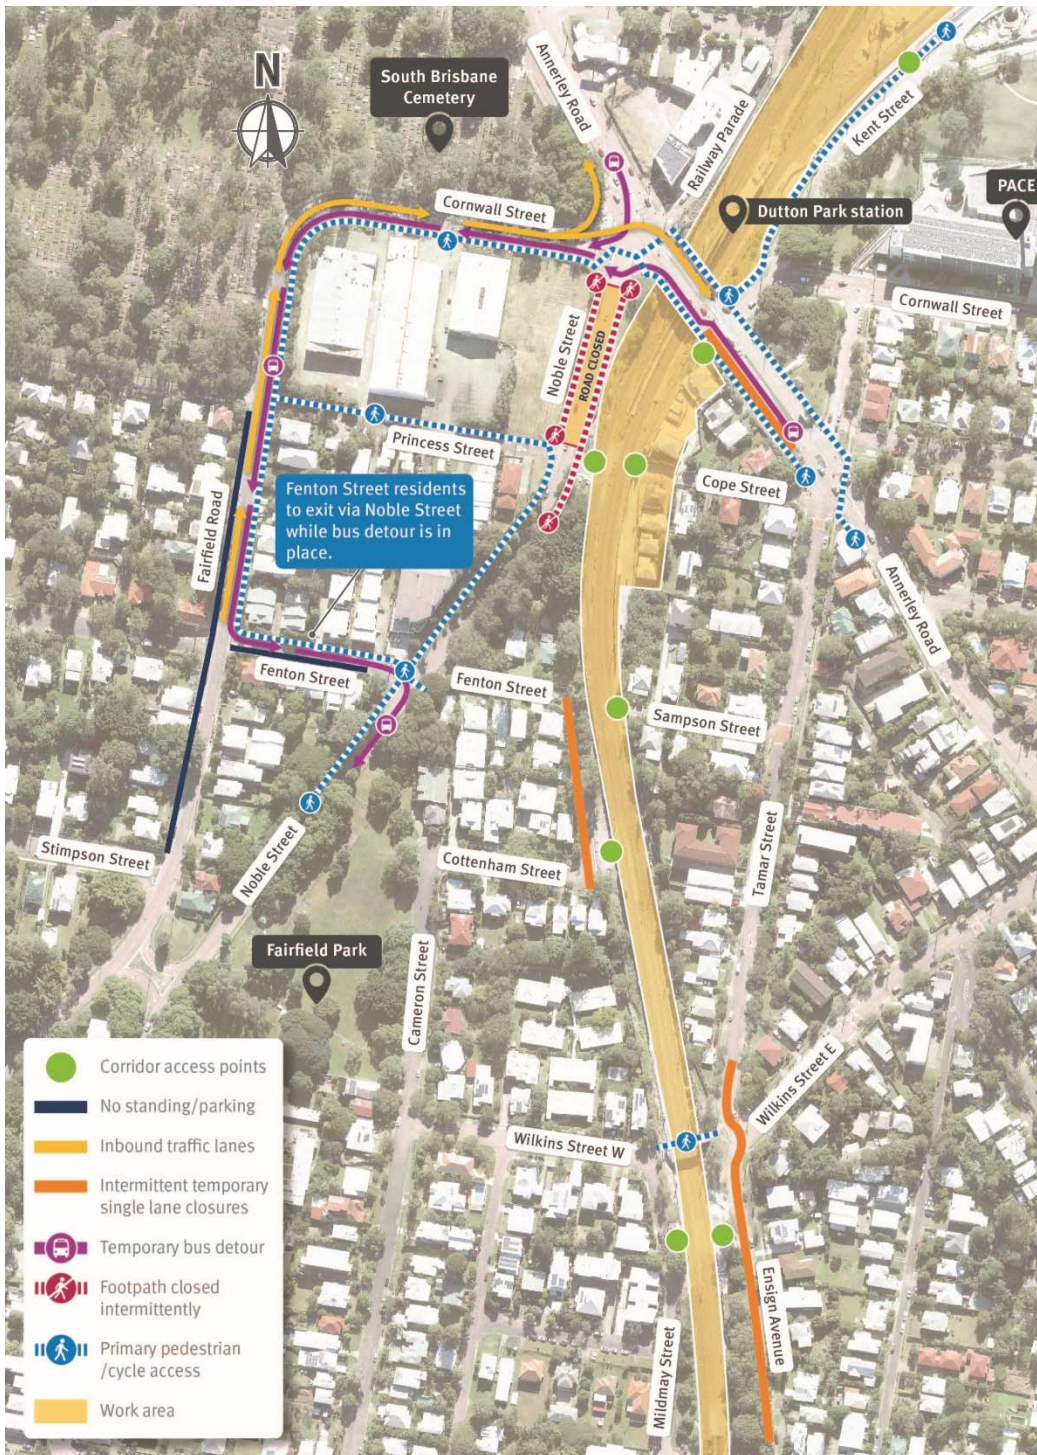 N
South Brisbane
Cemetery
Annerley Road
Railway Parade
Kent Street
PACE
Dutton Park station
Cornwall Street
Cornwall Street
Noble Street
ROAD CLOSED
Princess Street
Cope Street
Fenton Street residents
to exit via Noble Street
while bus detour is in
place.
Fairfield Road
Annerley Road
Fenton Street
Fenton Street
Sampson Street
Tamar Street
Stimpson Street
Noble Street
Cottenham Street
Fairfield Park
Cameron Street
Wilkins Street E
Wilkins Street W
Ensign Avenue
Mildmay Street
Corridor access points
No standing/parking
Inbound traffic lanes
Intermittent temporary
single lane closures
Temporary bus detour
Footpath closed
intermittently
Primary pedestrian
/cycle access
Work area